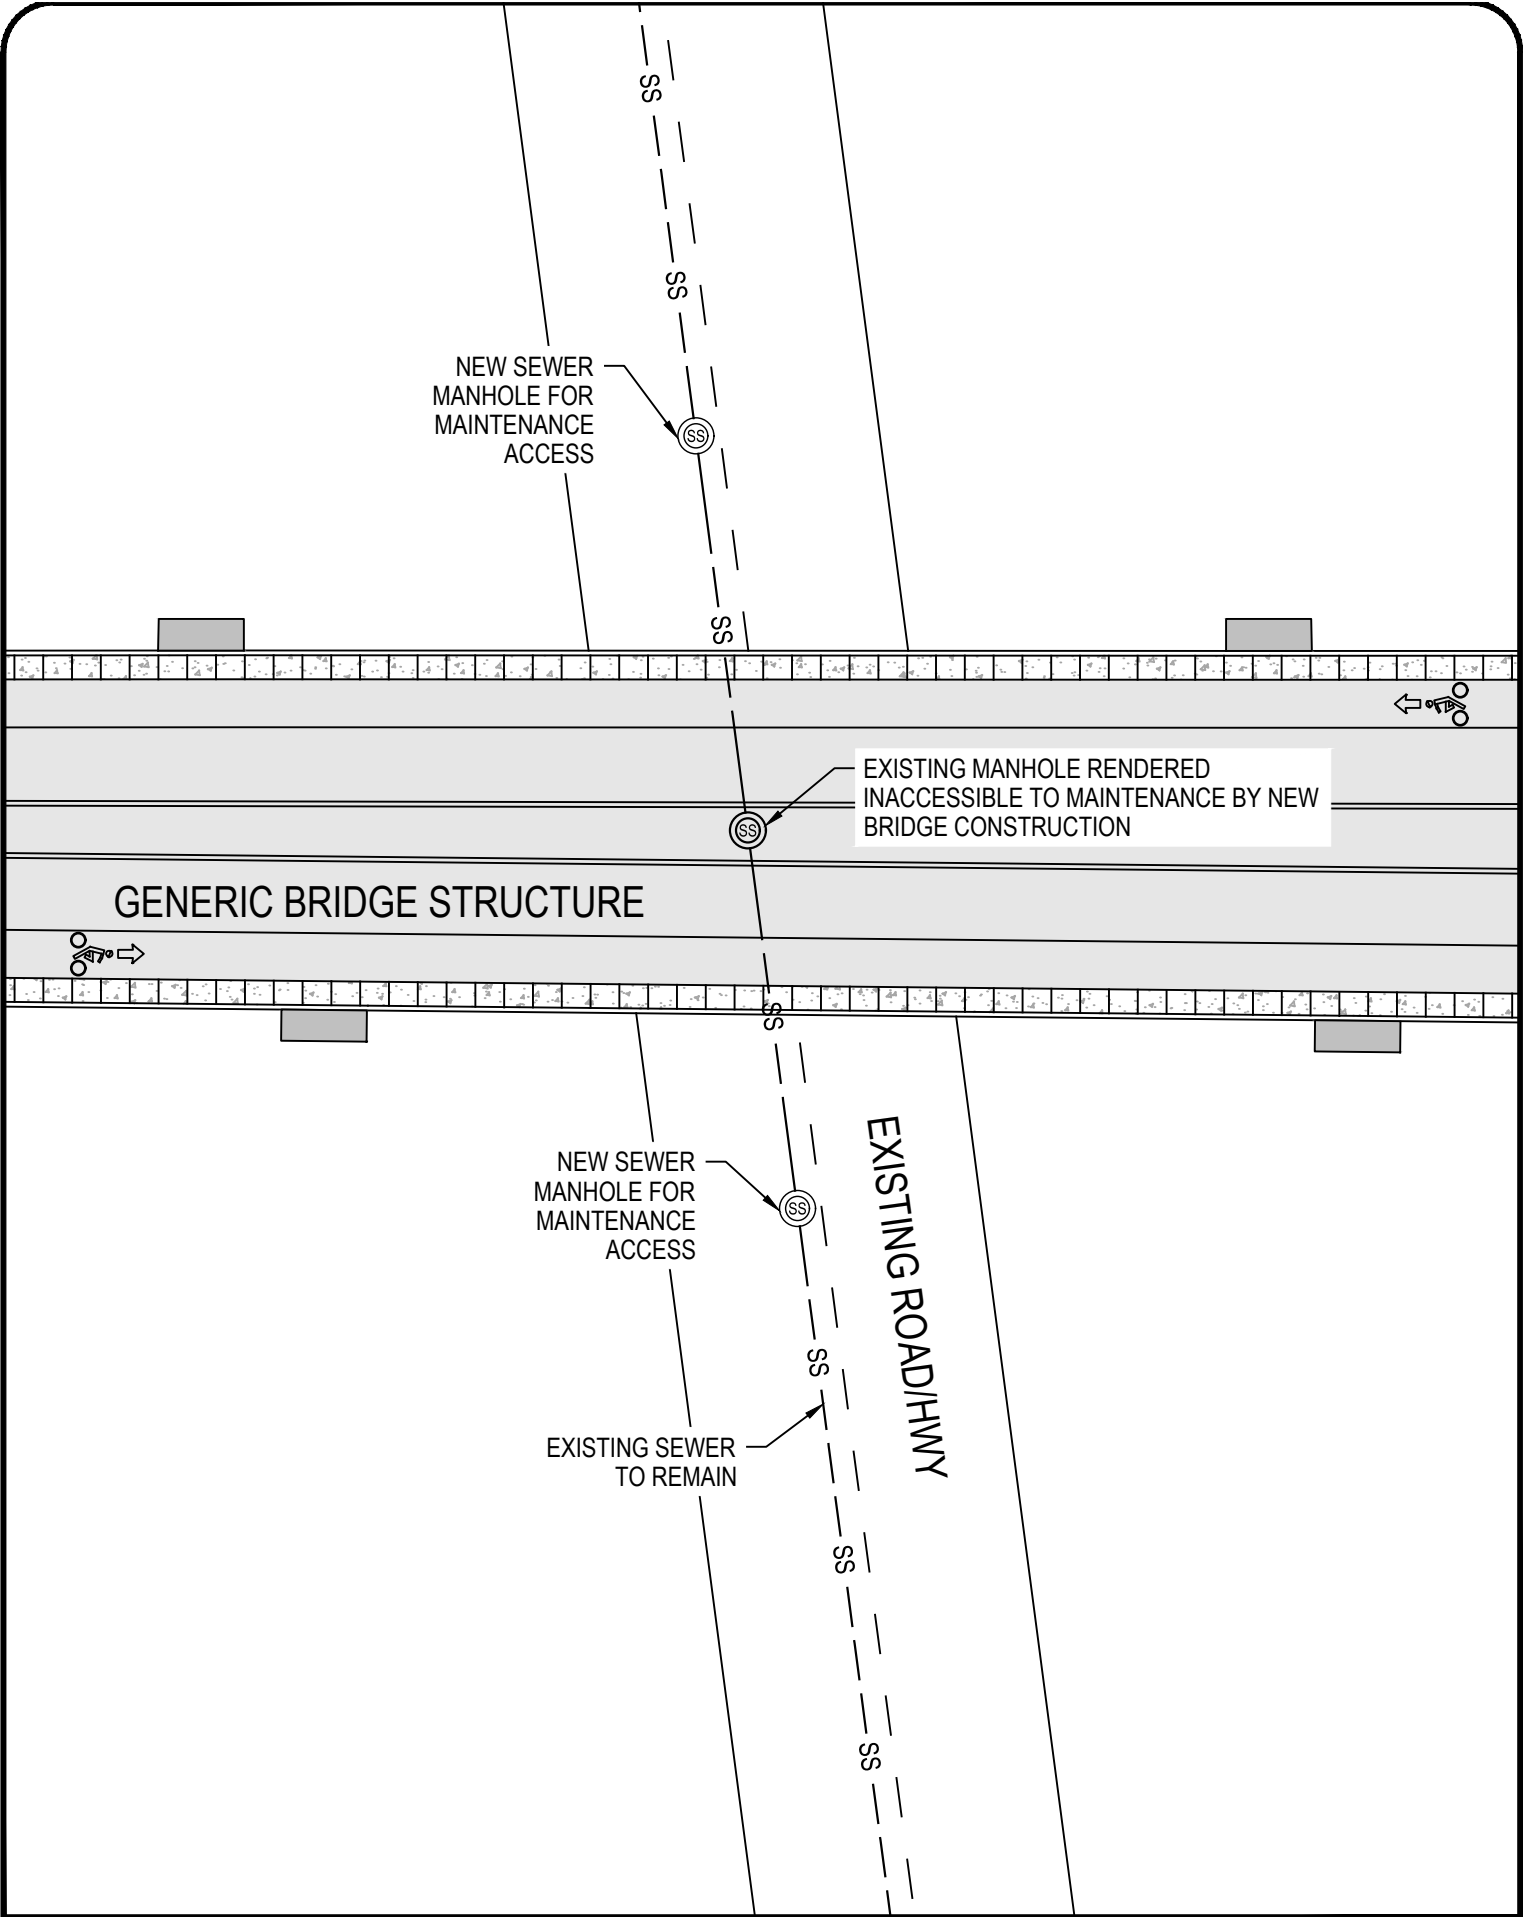 SS
SS
NEW SEWER
MANHOLE FOR
MAINTENANCE
ACCESS
SS
SS
EXISTING MANHOLE RENDERED
INACCESSIBLE TO MAINTENANCE BY NEW
BRIDGE CONSTRUCTION
SS
GENERIC BRIDGE STRUCTURE
SS
NEW SEWER
MANHOLE FOR
MAINTENANCE
ACCESS
SS
EXISTING ROAD/HWY
SS
EXISTING SEWER
TO REMAIN
SS
SS